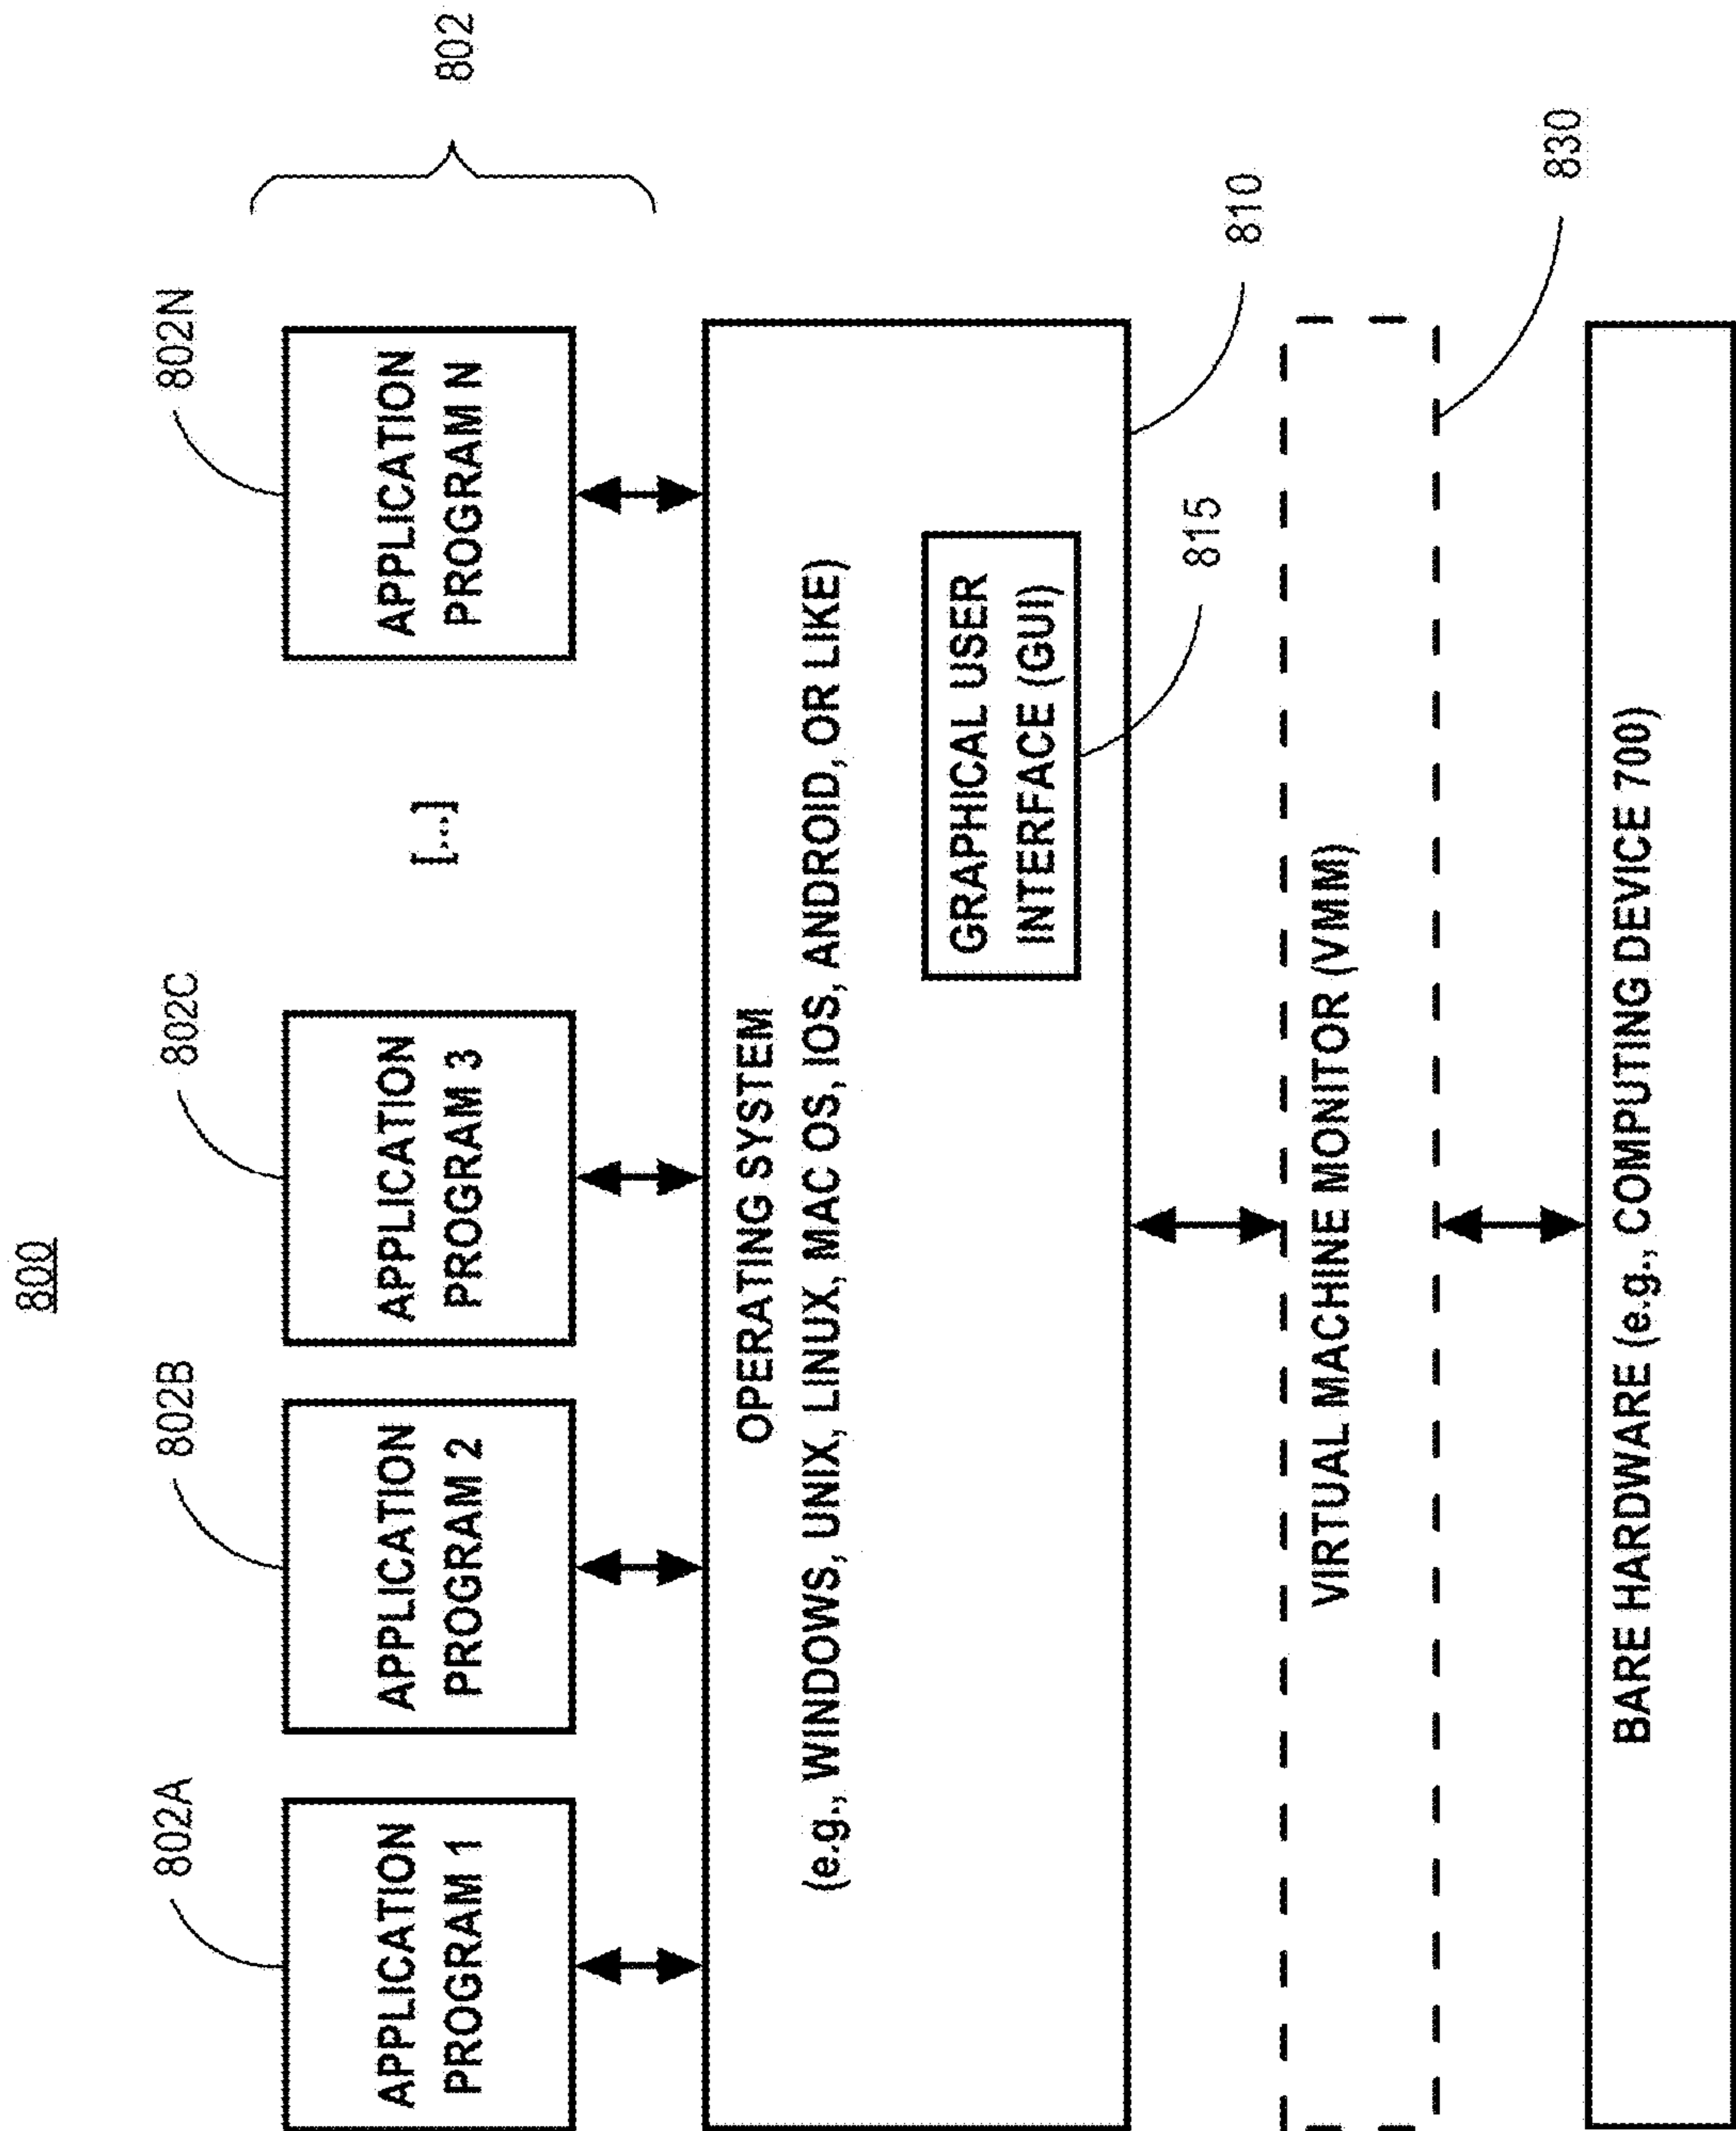 800
802A
802B
802C
802N
802
APPLICATION
PROGRAM 1
APPLICATION
PROGRAM 2
APPLICATION
PROGRAM 3
[...]
APPLICATION
PROGRAM N
OPERATING SYSTEM
(e.g., WINDOWS, UNIX, LINUX, MAC OS, IOS, ANDROID, OR LIKE)
GRAPHICAL USER
INTERFACE (GUI)
810
815
VIRTUAL MACHINE MONITOR (VMM)
830
BARE HARDWARE (e.g., COMPUTING DEVICE 700)